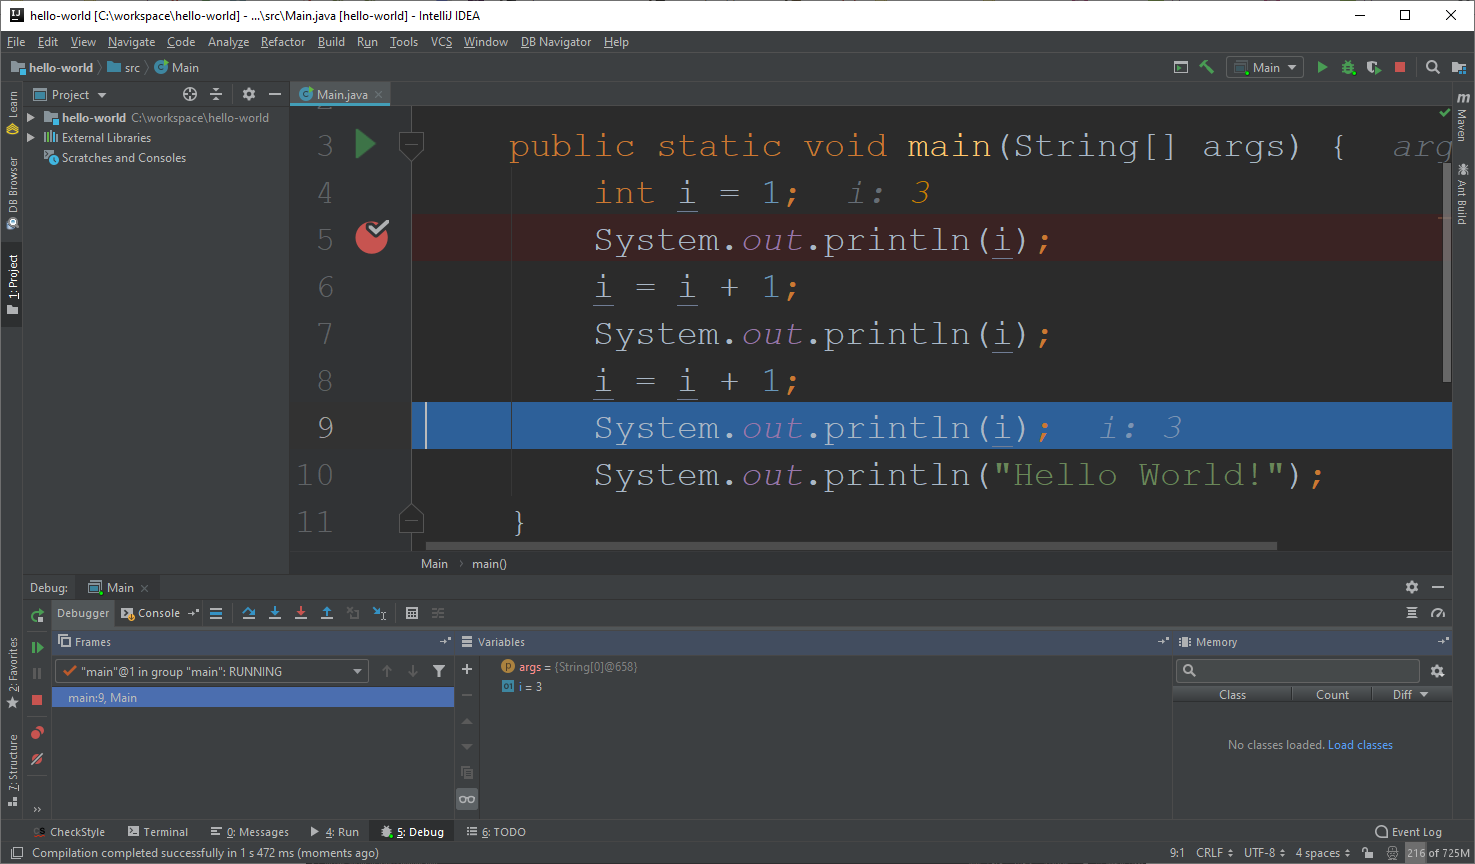 hello-world [C:\workspace\hello-world] - ...\src\Main.java [hello-world] - IntelliJ IDEA
File Edit View Navigate Code Analyze Refactor Build Run Tools VCS Window DB Navigator Help
hello-world src Main
Main
Project
Main.java
hello-world C:\workspace\hello-world
External Libraries
Scratches and Consoles
Learn
DB Browser
1: Project
2: Favorites
7: Structure
m Maven
Ant Build
3 public static void main(String[] args) { arg
4 int i = 1; i: 3
5 System.out.println(i);
6 i = i + 1;
7 System.out.println(i);
8 i = i + 1;
9 System.out.println(i); i: 3
10 System.out.println("Hello World!");
11 }
Main main()
Debug: Main
Debugger Console
Frames
Variables
Memory
"main"@1 in group "main": RUNNING
main:9, Main
args = {String[0]@658}
i = 3
Class Count Diff
No classes loaded. Load classes
CheckStyle Terminal 0: Messages 4: Run 5: Debug 6: TODO Event Log
Compilation completed successfully in 1 s 472 ms (moments ago) 9:1 CRLF UTF-8 4 spaces 216 of 725M